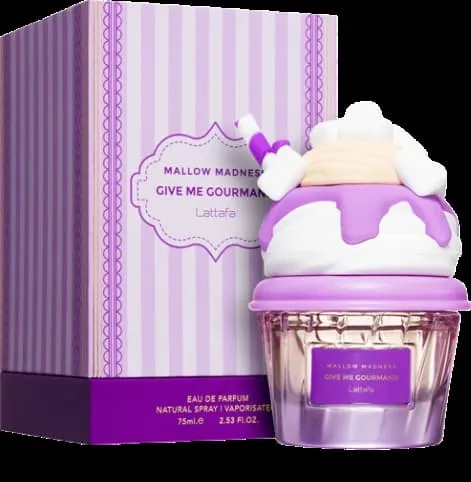 MALLOW MADNESS
GIVE ME GOURMAND
Lattafa
EAU DE PARFUM
NATURAL SPRAY | VAPORISATEUR
75ml.e 2.53 Fl.OZ.
MALLOW MADNESS
GIVE ME GOURMAND
Lattafa